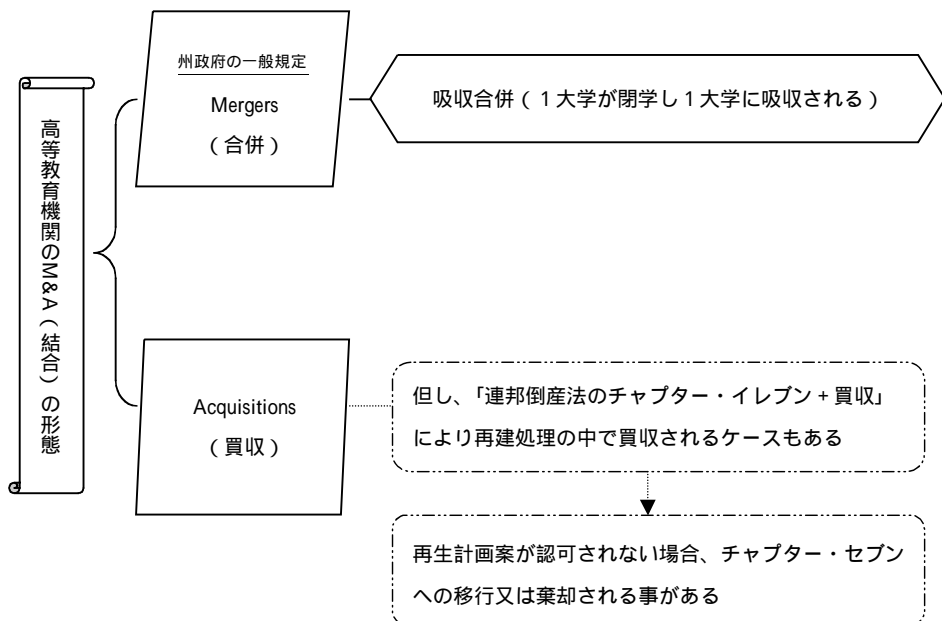 高等教育機関のM&A(結合)の形態
州政府の一般規定
Mergers
(合併)
吸収合併(1大学が閉学し1大学に吸収される)
Acquisitions
(買収)
但し、「連邦倒産法のチャプター・イレブン+買収」
により再建処理の中で買収されるケースもある
再生計画案が認可されない場合、チャプター・セブン
への移行又は棄却される事がある